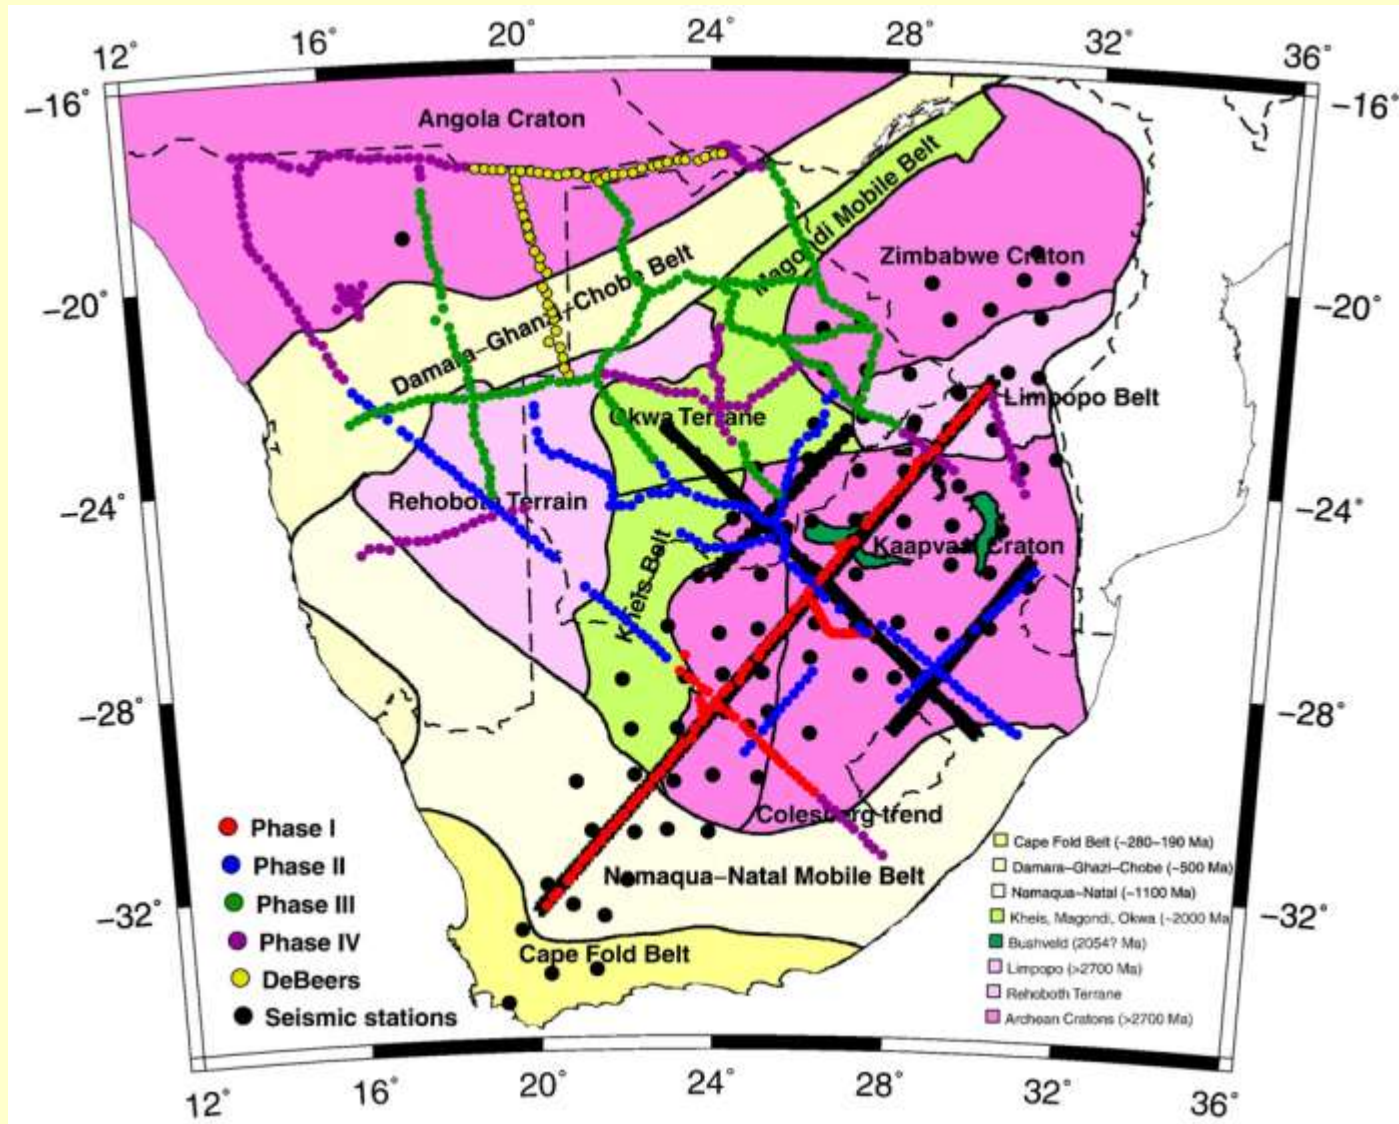 12° 16° 20° 24° 28° 32° 36°
−16° −16°
Angola Craton
Magondi Mobile Belt
Zimbabwe Craton
Damara−Ghanzi−Chobe Belt
−20° −20°
Limpopo Belt
Okwa Terrane
Rehoboth Terrain
−24° −24°
Kaapvaal Craton
Kheis Belt
−28° −28°
Colesberg trend
Phase I
Phase II
Phase III
Phase IV
DeBeers
Seismic stations
Namaqua−Natal Mobile Belt
Cape Fold Belt
−32° −32°
Cape Fold Belt (~280−190 Ma)
Damara−Ghazi−Chobe (~500 Ma)
Namaqua−Natal (~1100 Ma)
Kheis, Magondi, Okwa (~2000 Ma
Bushveld (2054? Ma)
Limpopo (>2700 Ma)
Rehoboth Terrane
Archean Cratons (>2700 Ma)
12° 16° 20° 24° 28° 32° 36°